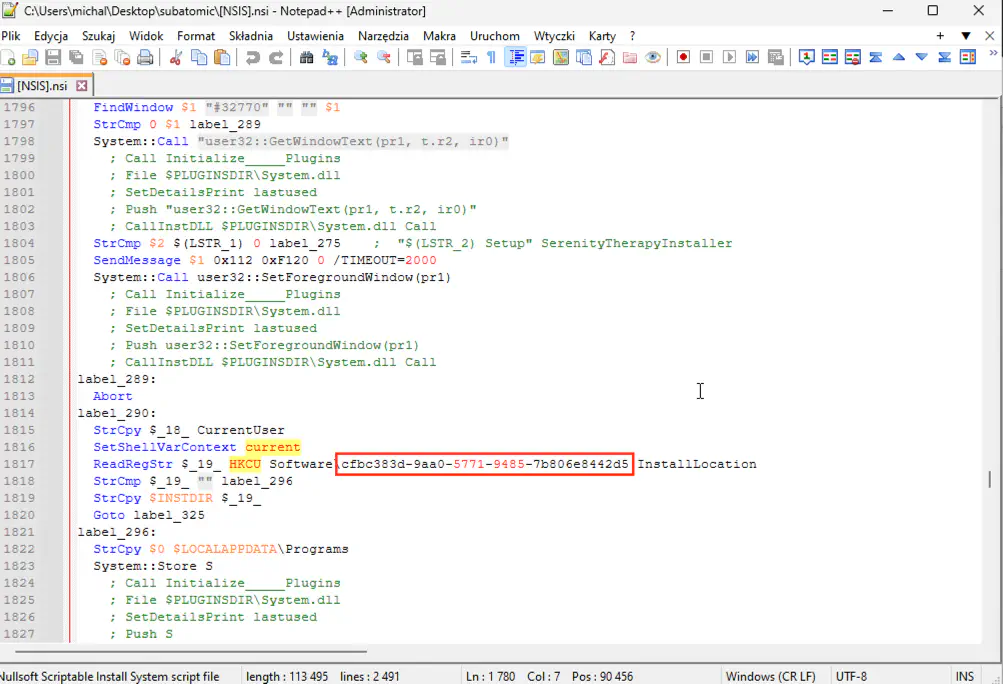 C:\Users\michal\Desktop\subatomic\[NSIS].nsi - Notepad++ [Administrator]
Plik Edycja Szukaj Widok Format Składnia Ustawienia Narzędzia Makra Uruchom Wtyczki Karty ?
[NSIS].nsi
1796 FindWindow $1 "#32770" "" "" $1
1797 StrCmp 0 $1 label_289
1798 System::Call "user32::GetWindowText(pr1, t.r2, ir0)"
1799 ; Call Initialize_____Plugins
1800 ; File $PLUGINSDIR\System.dll
1801 ; SetDetailsPrint lastused
1802 ; Push "user32::GetWindowText(pr1, t.r2, ir0)"
1803 ; CallInstDLL $PLUGINSDIR\System.dll Call
1804 StrCmp $2 $(LSTR_1) 0 label_275 ; "$(LSTR_2) Setup" SerenityTherapyInstaller
1805 SendMessage $1 0x112 0xF120 0 /TIMEOUT=2000
1806 System::Call user32::SetForegroundWindow(pr1)
1807 ; Call Initialize_____Plugins
1808 ; File $PLUGINSDIR\System.dll
1809 ; SetDetailsPrint lastused
1810 ; Push user32::SetForegroundWindow(pr1)
1811 ; CallInstDLL $PLUGINSDIR\System.dll Call
1812 label_289:
1813 Abort
1814 label_290:
1815 StrCpy $_18_ CurrentUser
1816 SetShellVarContext current
1817 ReadRegStr $_19_ HKCU Software\cfbc383d-9aa0-5771-9485-7b806e8442d5 InstallLocation
1818 StrCmp $_19_ "" label_296
1819 StrCpy $INSTDIR $_19_
1820 Goto label_325
1821 label_296:
1822 StrCpy $0 $LOCALAPPDATA\Programs
1823 System::Store S
1824 ; Call Initialize_____Plugins
1825 ; File $PLUGINSDIR\System.dll
1826 ; SetDetailsPrint lastused
1827 ; Push S
Nullsoft Scriptable Install System script file length : 113 495 lines : 2 491 Ln : 1 780 Col : 7 Pos : 90 456 Windows (CR LF) UTF-8 INS